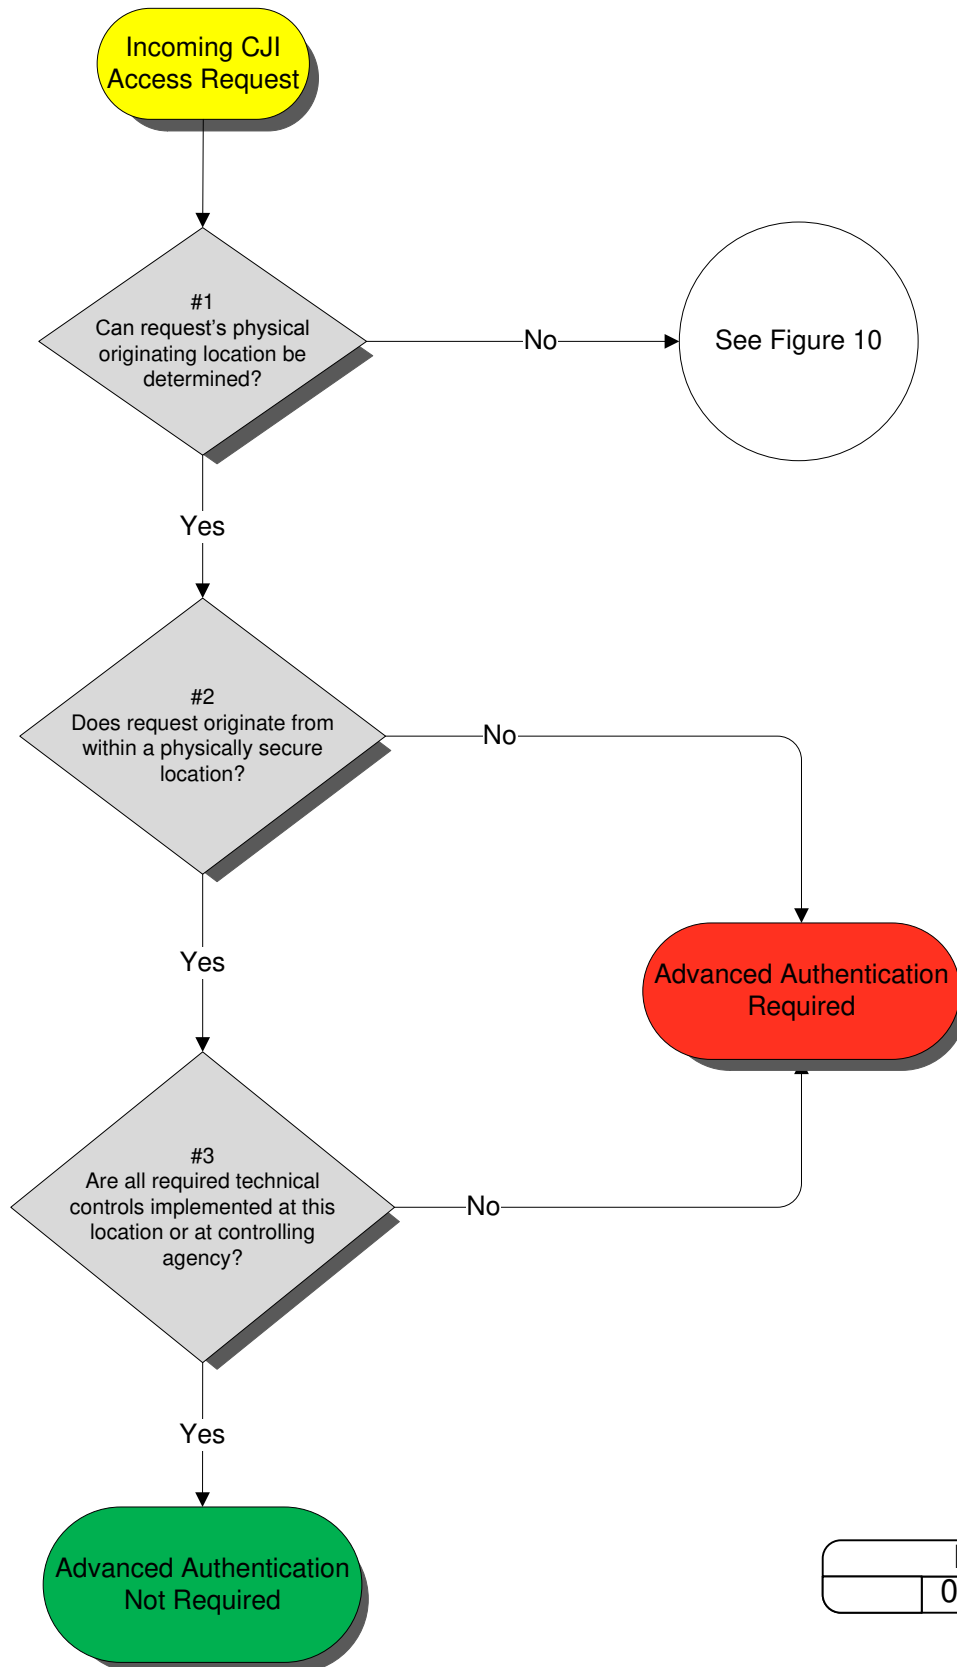 Incoming CJI
Access Request
#1
Can request's physical
originating location be
determined?
No
See Figure 10
Yes
#2
Does request originate from
within a physically secure
location?
No
Yes
Advanced Authentication
Required
#3
Are all required technical
controls implemented at this
location or at controlling
agency?
No
Yes
Advanced Authentication
Not Required
0